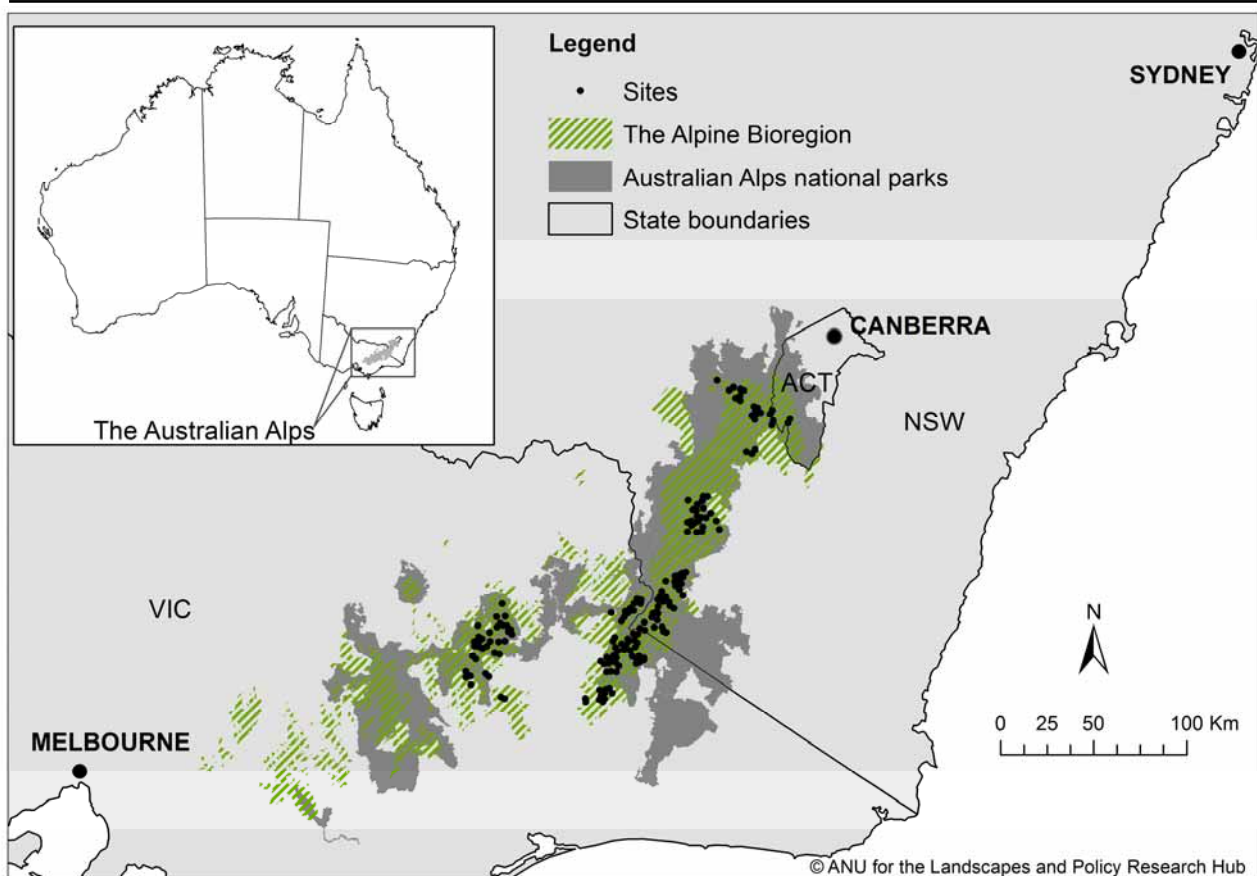 Legend
Sites
The Alpine Bioregion
Australian Alps national parks
State boundaries
SYDNEY
CANBERRA
ACT
NSW
The Australian Alps
VIC
MELBOURNE
N
0 25 50 100 Km
© ANU for the Landscapes and Policy Research Hub